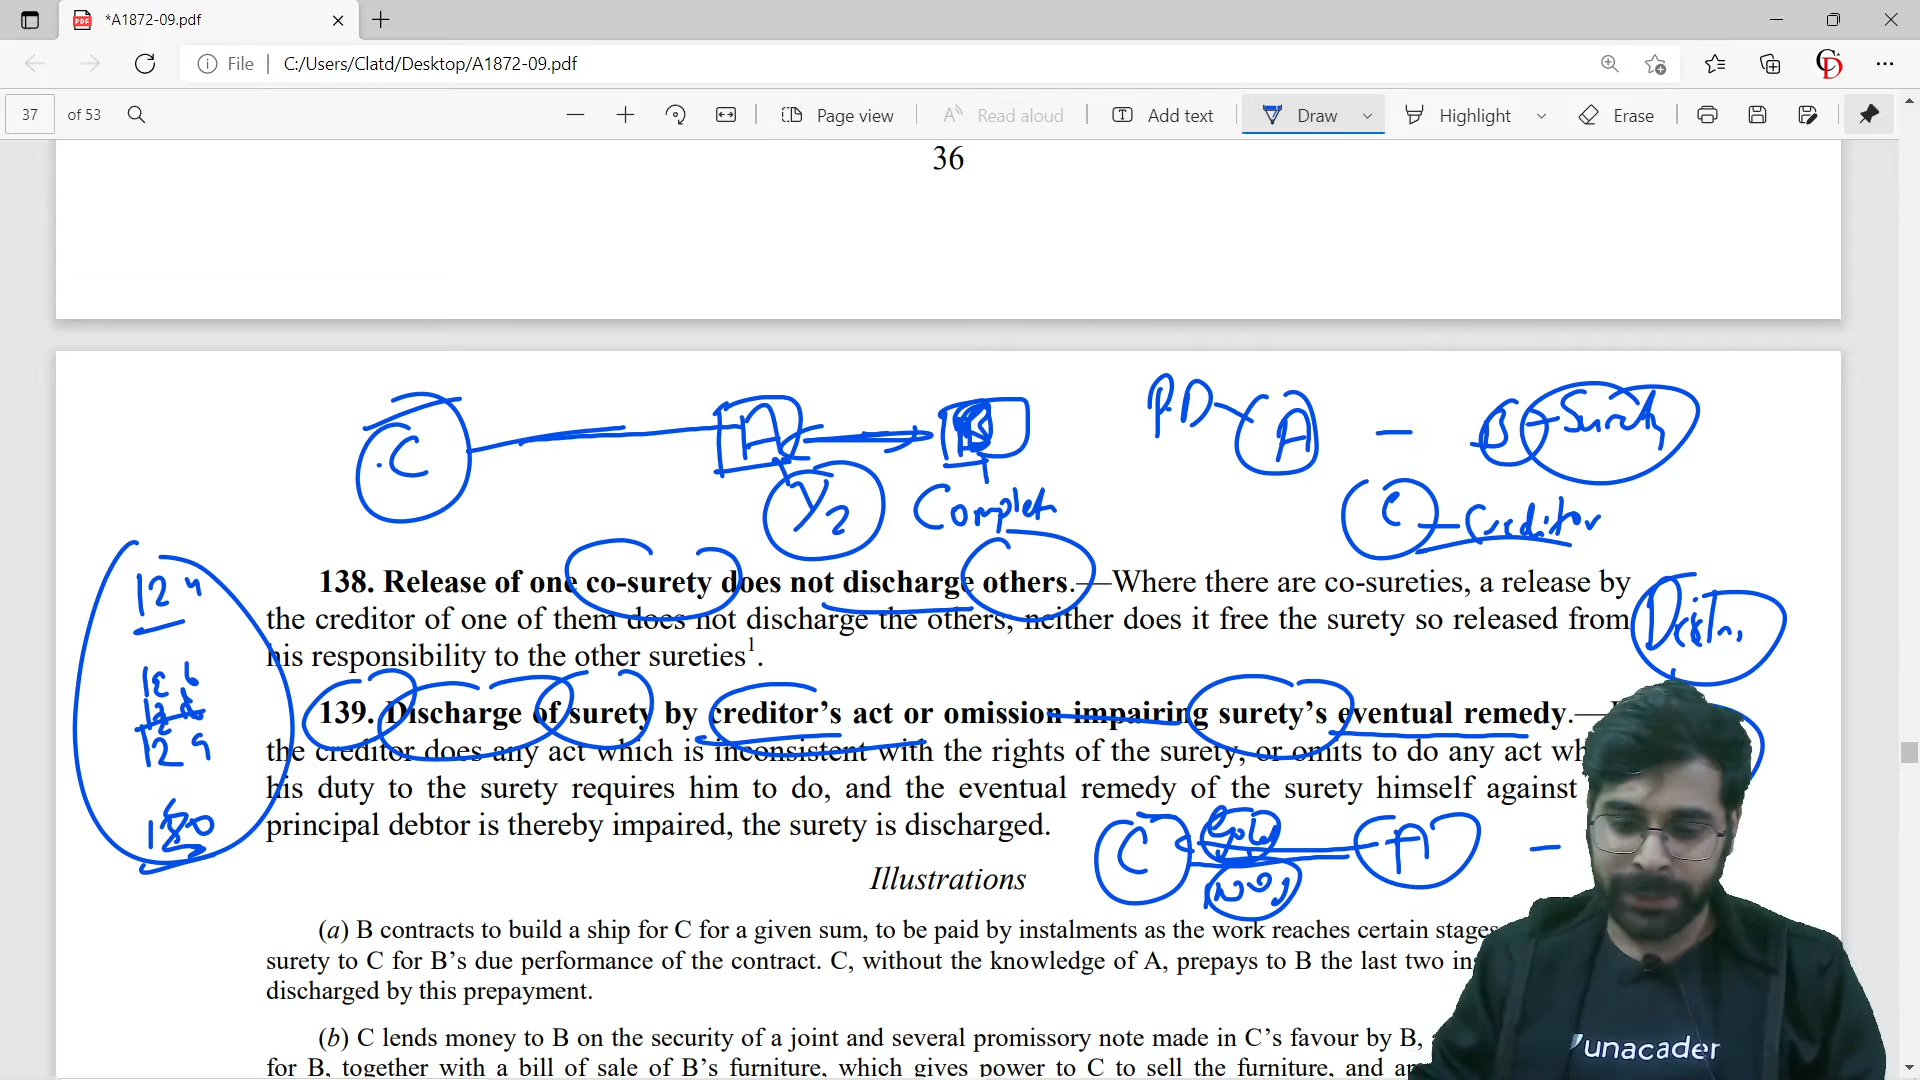 *A1872-09.pdf
File | C:/Users/Clatd/Desktop/A1872-09.pdf
37 of 53 Page view Read aloud Add text Draw Highlight Erase
36
C A B
1/2 Complete
P.D A - B - Surety
C - Creditor
124
138. Release of one co-surety does not discharge others.—Where there are co-sureties, a release by
the creditor of one of them does not discharge the others, neither does it free the surety so released from
his responsibility to the other sureties1.
139. Discharge of surety by creditor's act or omission impairing surety's eventual remedy.—
the creditor does any act which is inconsistent with the rights of the surety, or omits to do any act
his duty to the surety requires him to do, and the eventual remedy of the surety himself against
principal debtor is thereby impaired, the surety is discharged.
129
C A -
Illustrations
(a) B contracts to build a ship for C for a given sum, to be paid by instalments as the work reaches certain stages
surety to C for B's due performance of the contract. C, without the knowledge of A, prepays to B the last two
discharged by this prepayment.
(b) C lends money to B on the security of a joint and several promissory note made in C's favour by B,
for B, together with a bill of sale of B's furniture, which gives power to C to sell the furniture, and
unacader